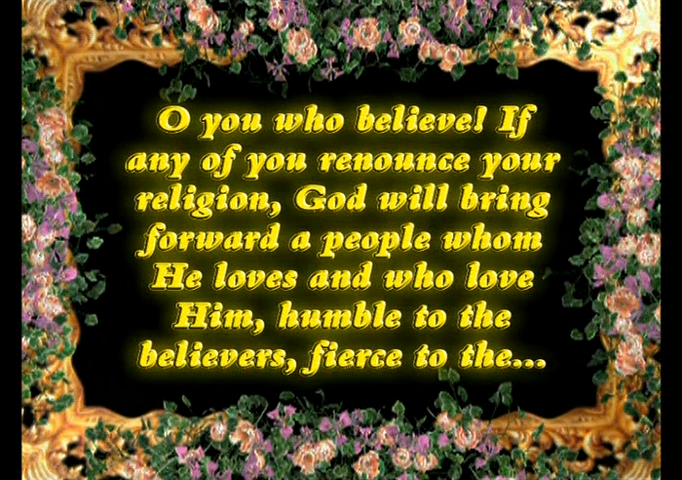 O you who believe! If
any of you renounce your
religion, God will bring
forward a people whom
He loves and who love
Him, humble to the
believers, fierce to the...